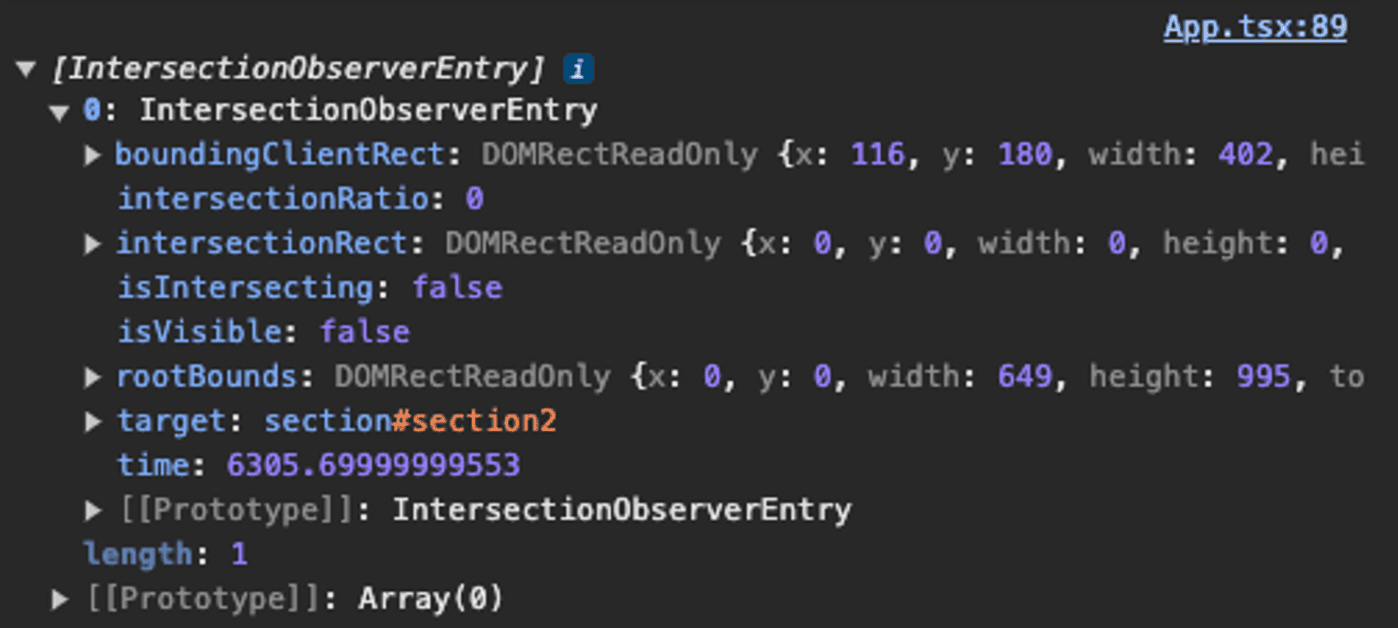 App.tsx:89
[IntersectionObserverEntry] i
0: IntersectionObserverEntry
boundingClientRect: DOMRectReadOnly {x: 116, y: 180, width: 402, hei
intersectionRatio: 0
intersectionRect: DOMRectReadOnly {x: 0, y: 0, width: 0, height: 0,
isIntersecting: false
isVisible: false
rootBounds: DOMRectReadOnly {x: 0, y: 0, width: 649, height: 995, to
target: section#section2
time: 6305.69999999553
[[Prototype]]: IntersectionObserverEntry
length: 1
[[Prototype]]: Array(0)